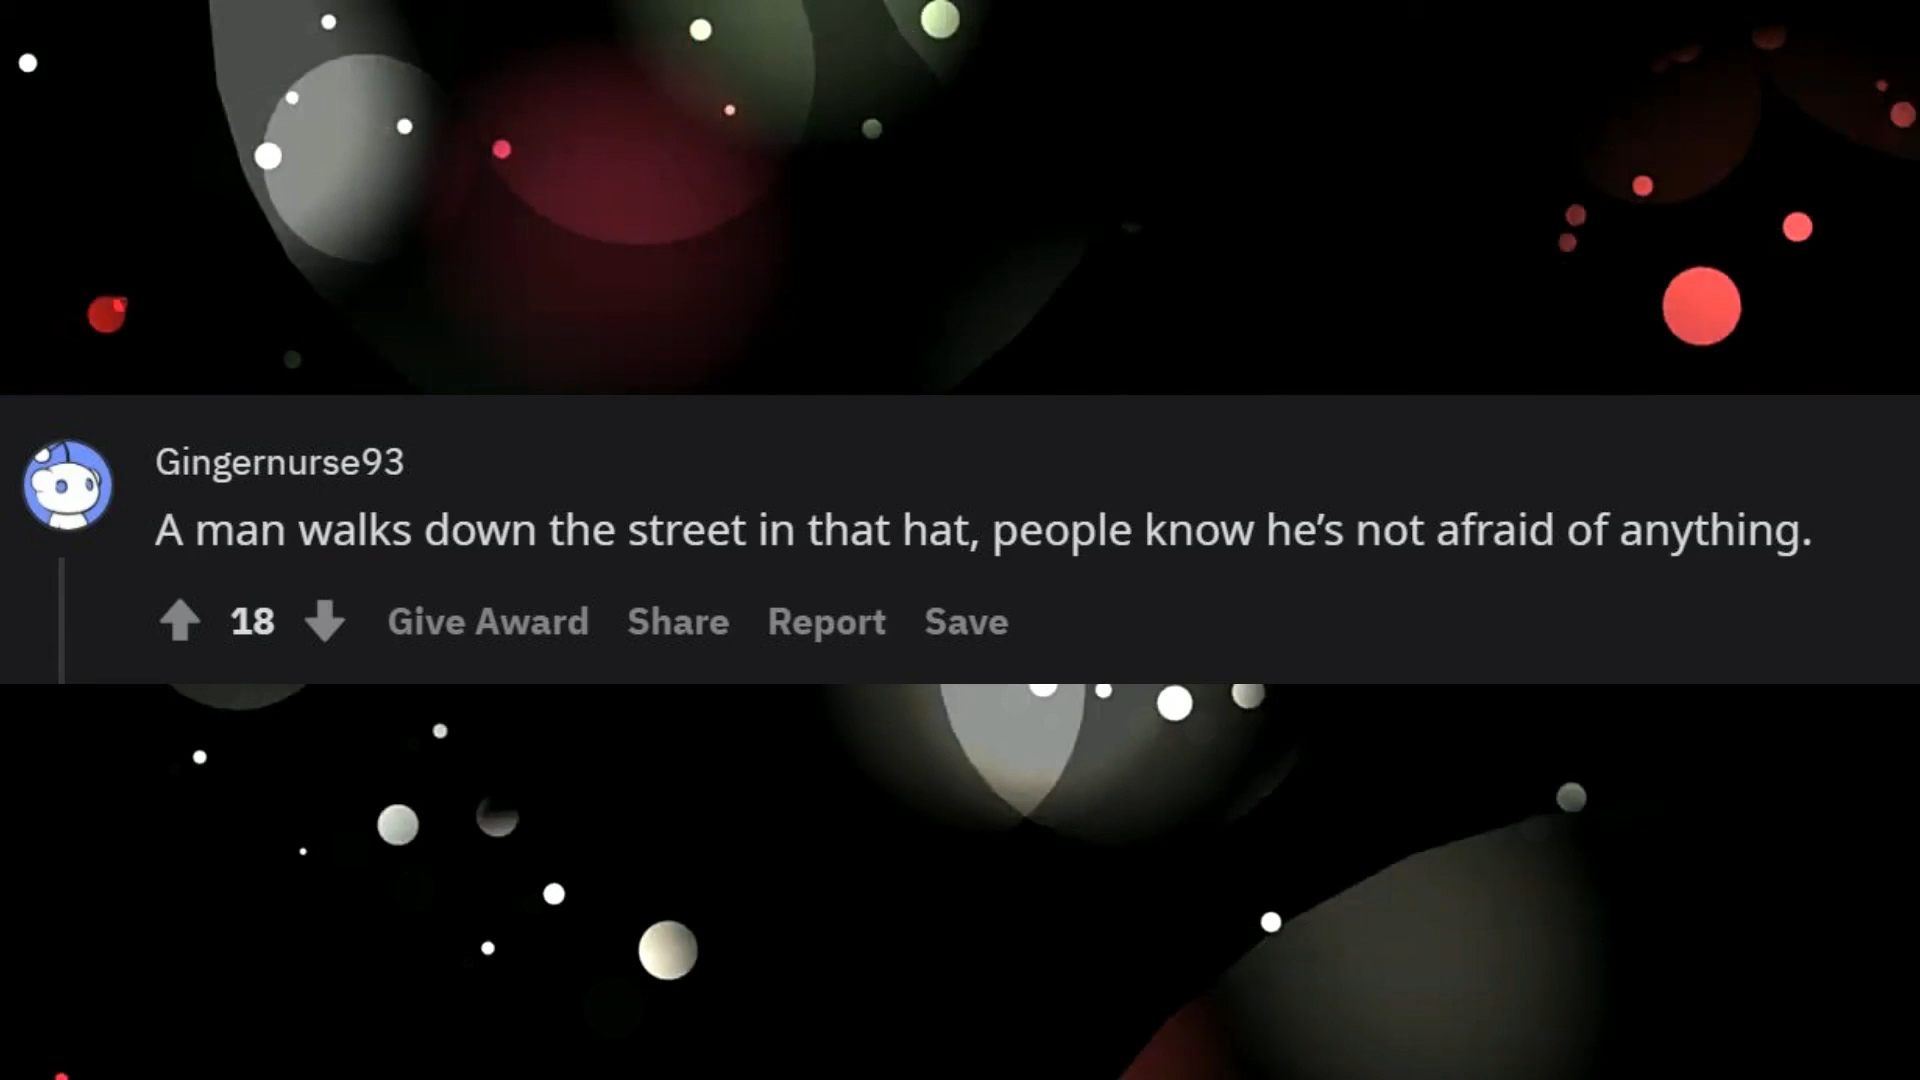 Gingernurse93
A man walks down the street in that hat, people know he’s not afraid of anything.
18 Give Award Share Report Save